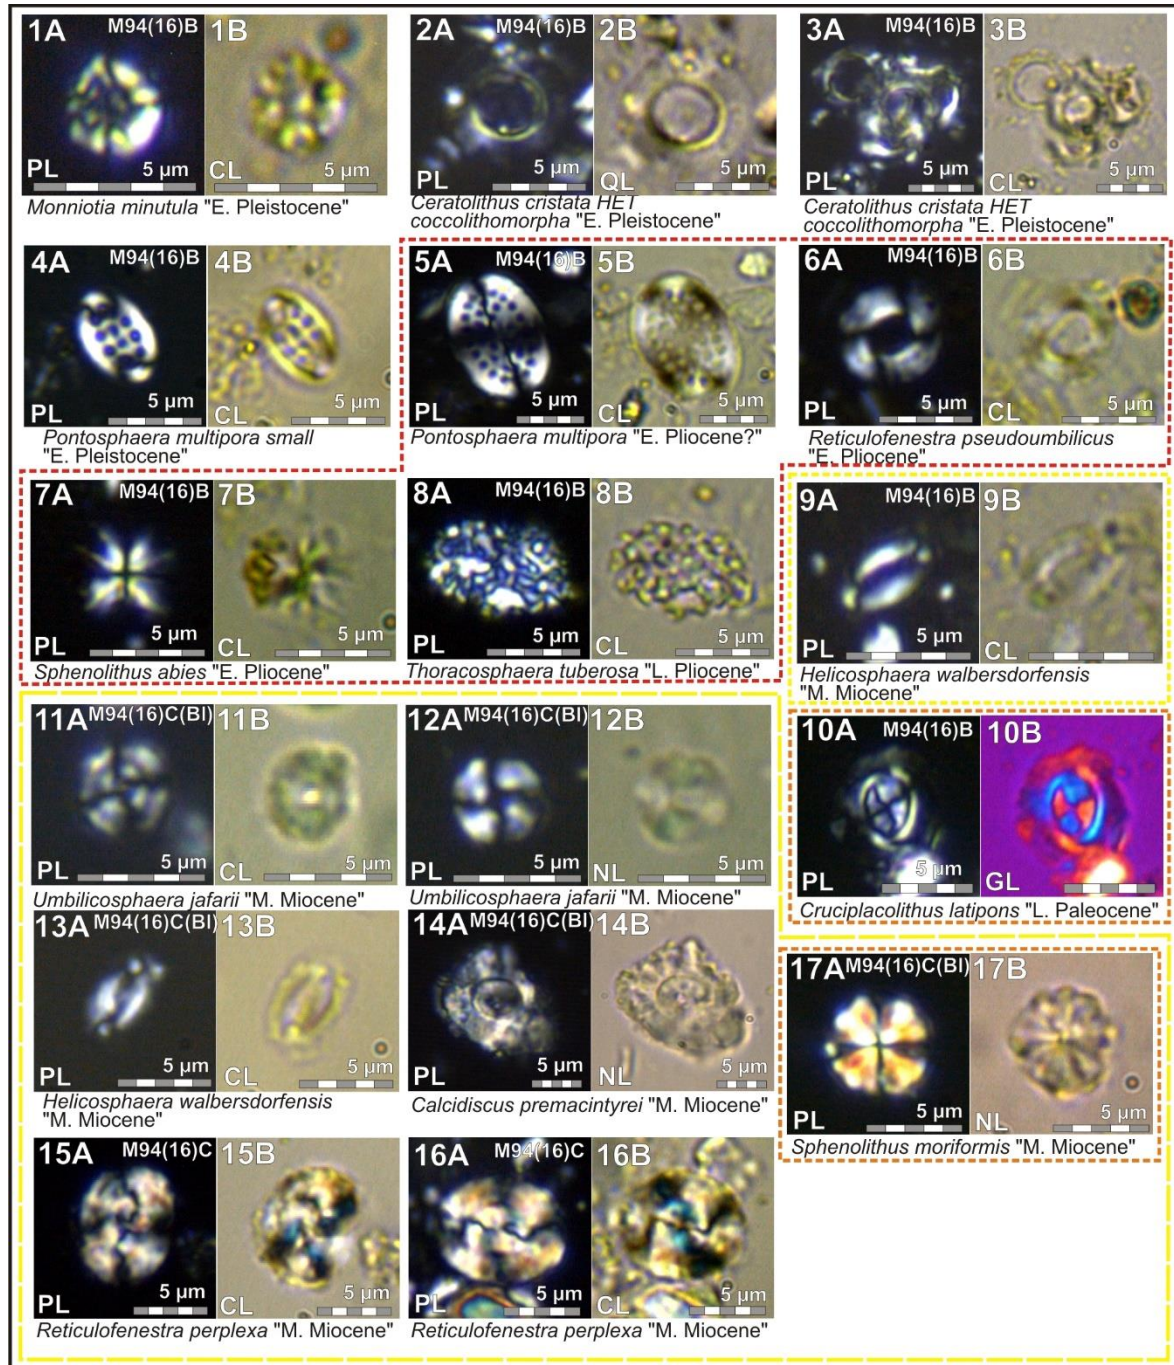 1A M94(16)B 1B
PL 5 µm CL 5 µm
Monniotia minutula "E. Pleistocene"
2A M94(16)B 2B
PL 5 µm QL 5 µm
Ceratolithus cristata HET
coccolithomorpha "E. Pleistocene"
3A M94(16)B 3B
PL 5 µm CL 5 µm
Ceratolithus cristata HET
coccolithomorpha "E. Pleistocene"
4A M94(16)B 4B
PL 5 µm CL 5 µm
Pontosphaera multipora small
"E. Pleistocene"
5A M94(16)B 5B
PL 5 µm CL 5 µm
Pontosphaera multipora "E. Pliocene?"
6A M94(16)B 6B
PL 5 µm CL 5 µm
Reticulofenestra pseudoumbilicus
"E. Pliocene"
7A M94(16)B 7B
PL 5 µm CL 5 µm
Sphenolithus abies "E. Pliocene"
8A M94(16)B 8B
PL 5 µm CL 5 µm
Thoracosphaera tuberosa "L. Pliocene"
9A M94(16)B 9B
PL 5 µm CL 5 µm
Helicosphaera walbersdorfensis
"M. Miocene"
11A M94(16)C(BI) 11B
PL 5 µm CL 5 µm
Umbilicosphaera jafarii "M. Miocene"
12A M94(16)C(BI) 12B
PL 5 µm NL 5 µm
Umbilicosphaera jafarii "M. Miocene"
10A M94(16)B 10B
PL 5 µm GL 5 µm
Cruciplacolithus latipons "L. Paleocene"
13A M94(16)C(BI) 13B
PL 5 µm CL 5 µm
Helicosphaera walbersdorfensis
"M. Miocene"
14A M94(16)C(BI) 14B
PL 5 µm NL 5 µm
Calcidiscus premacintyrei "M. Miocene"
17A M94(16)C(BI) 17B
PL 5 µm NL 5 µm
Sphenolithus moriformis "M. Miocene"
15A M94(16)C 15B
PL 5 µm CL 5 µm
Reticulofenestra perplexa "M. Miocene"
16A M94(16)C 16B
PL 5 µm CL 5 µm
Reticulofenestra perplexa "M. Miocene"